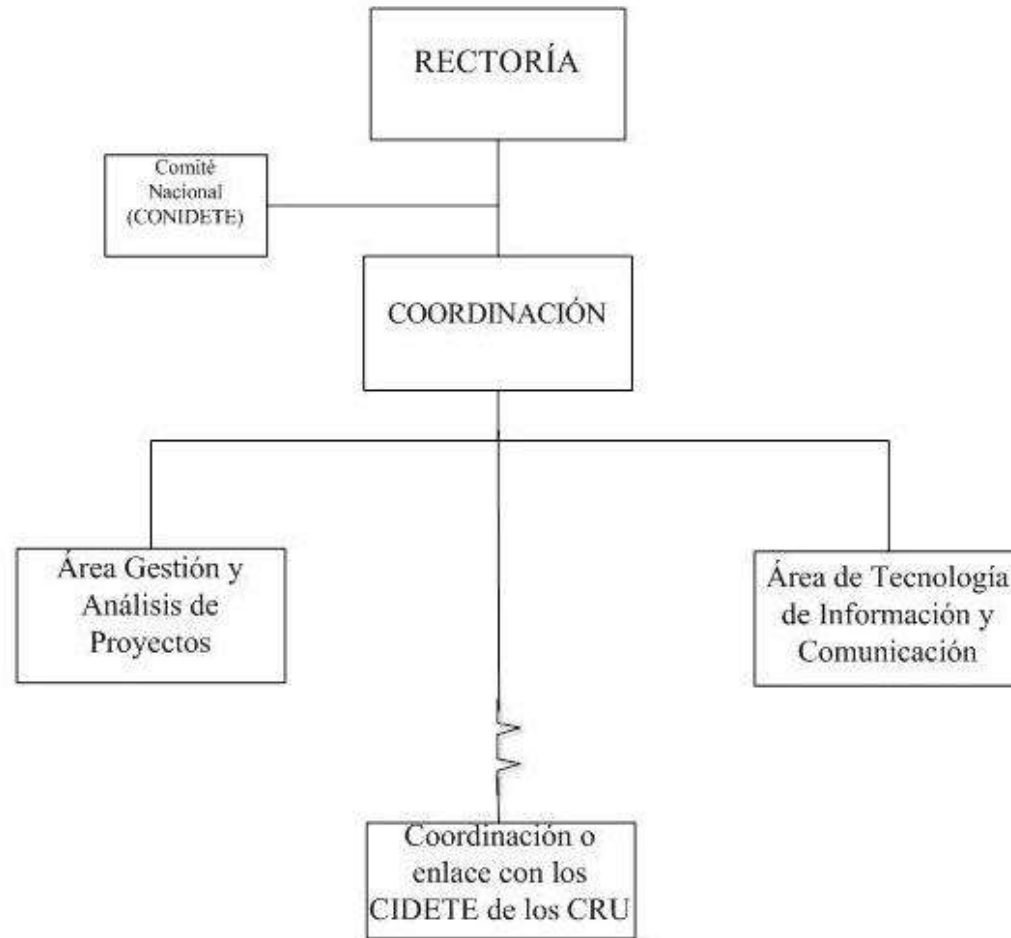 RECTORÍA
Comité
Nacional
(CONIDETE)
COORDINACIÓN
Área Gestión y
Análisis de
Proyectos
Área de Tecnología
de Información y
Comunicación
Coordinación o
enlace con los
CIDETE de los CRU